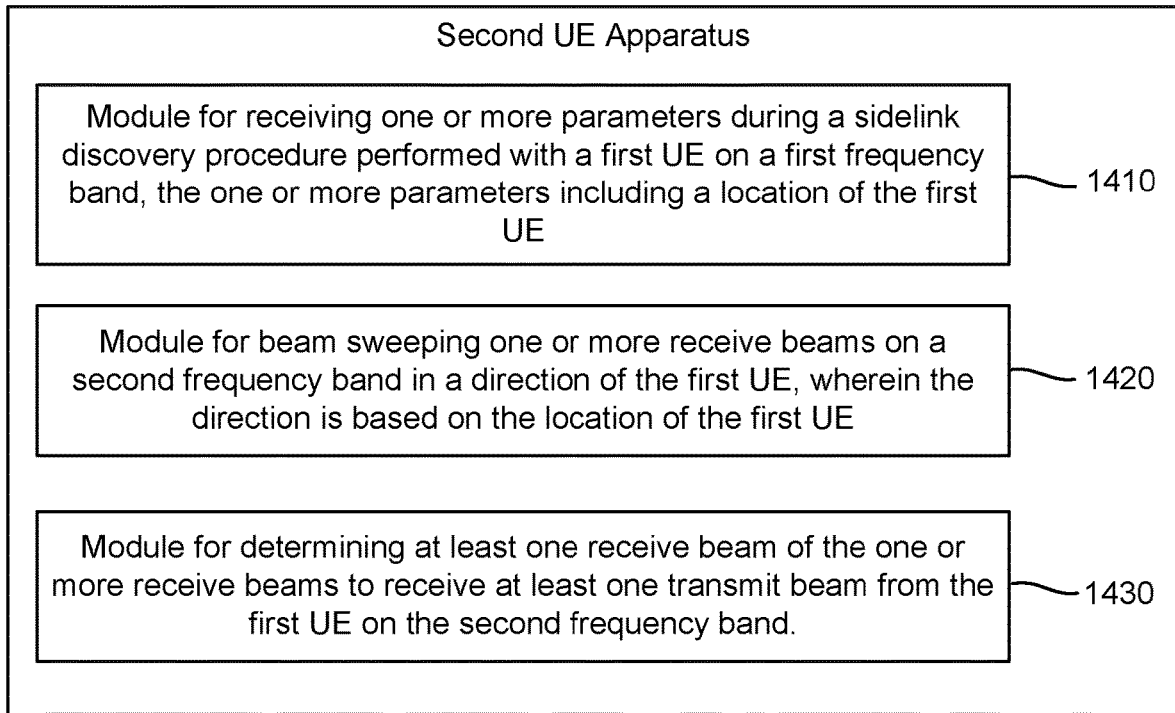 Second UE Apparatus
Module for receiving one or more parameters during a sidelink
discovery procedure performed with a first UE on a first frequency
band, the one or more parameters including a location of the first
UE
1410
Module for beam sweeping one or more receive beams on a
second frequency band in a direction of the first UE, wherein the
direction is based on the location of the first UE
1420
Module for determining at least one receive beam of the one or
more receive beams to receive at least one transmit beam from the
first UE on the second frequency band.
1430